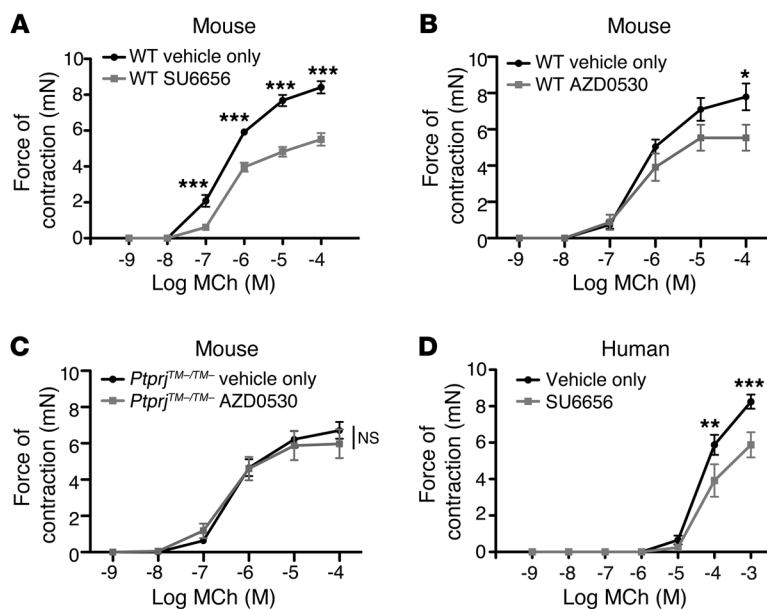 A
Mouse
WT vehicle only
WT SU6656
***
***
***
***
Force of
contraction (mN)
10
8
6
4
2
0
-9 -8 -7 -6 -5 -4
Log MCh (M)
B
Mouse
WT vehicle only
WT AZD0530
*
Force of
contraction (mN)
10
8
6
4
2
0
-9 -8 -7 -6 -5 -4
Log MCh (M)
C
Mouse
Ptprj^TM–/TM– vehicle only
Ptprj^TM–/TM– AZD0530
NS
Force of
contraction (mN)
10
8
6
4
2
0
-9 -8 -7 -6 -5 -4
Log MCh (M)
D
Human
Vehicle only
SU6656
**
***
Force of
contraction (mN)
10
8
6
4
2
0
-9 -8 -7 -6 -5 -4 -3
Log MCh (M)